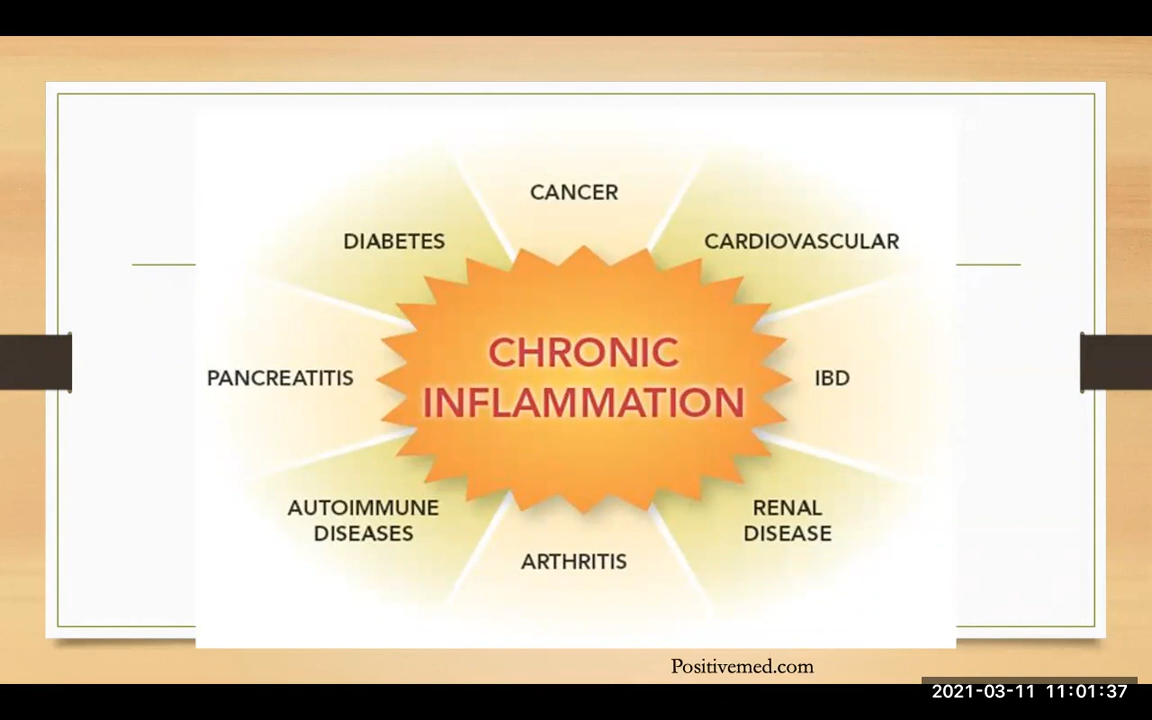 CANCER
DIABETES
CARDIOVASCULAR
CHRONIC
INFLAMMATION
PANCREATITIS
IBD
AUTOIMMUNE
DISEASES
RENAL
DISEASE
ARTHRITIS
Positivemed.com
2021-03-11 11:01:37